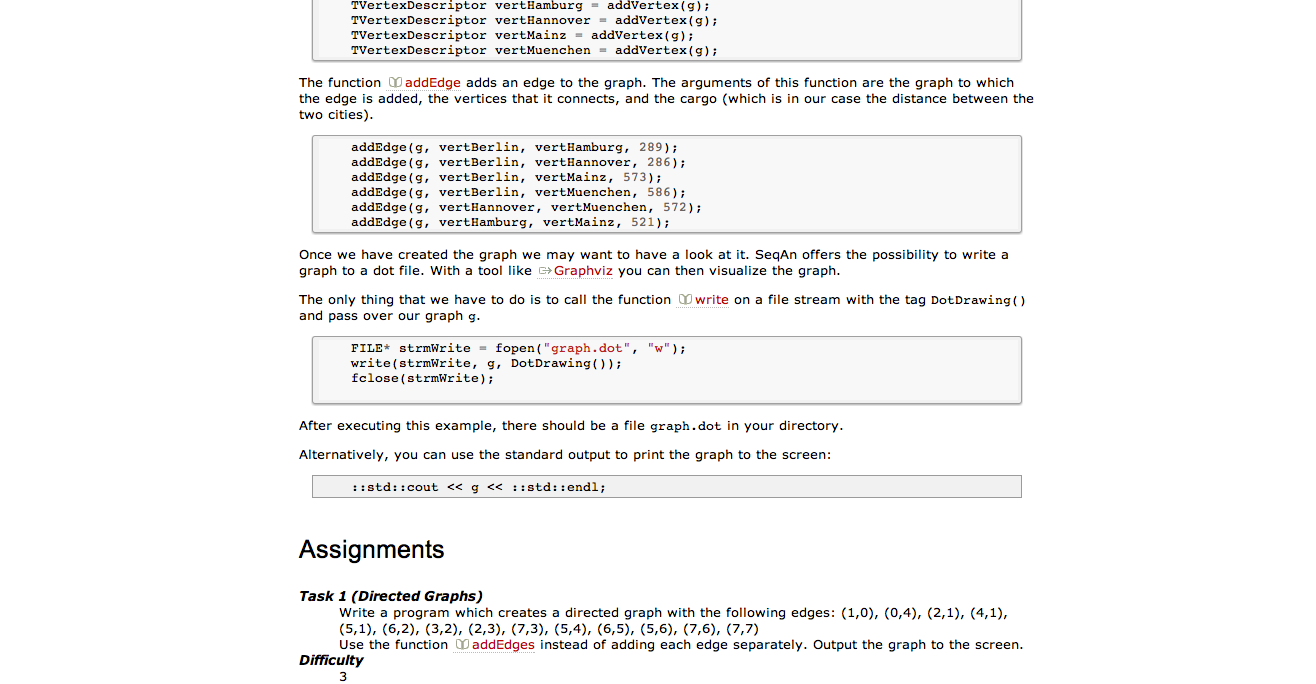 TVertexDescriptor vertHamburg = addVertex(g);
TVertexDescriptor vertHannover = addVertex(g);
TVertexDescriptor vertMainz = addVertex(g);
TVertexDescriptor vertMuenchen = addVertex(g);
The function addEdge adds an edge to the graph. The arguments of this function are the graph to which
the edge is added, the vertices that it connects, and the cargo (which is in our case the distance between the
two cities).
addEdge(g, vertBerlin, vertHamburg, 289);
addEdge(g, vertBerlin, vertHannover, 286);
addEdge(g, vertBerlin, vertMainz, 573);
addEdge(g, vertBerlin, vertMuenchen, 586);
addEdge(g, vertHannover, vertMuenchen, 572);
addEdge(g, vertHamburg, vertMainz, 521);
Once we have created the graph we may want to have a look at it. SeqAn offers the possibility to write a
graph to a dot file. With a tool like Graphviz you can then visualize the graph.
The only thing that we have to do is to call the function write on a file stream with the tag DotDrawing()
and pass over our graph g.
FILE* strmWrite = fopen("graph.dot", "w");
write(strmWrite, g, DotDrawing());
fclose(strmWrite);
After executing this example, there should be a file graph.dot in your directory.
Alternatively, you can use the standard output to print the graph to the screen:
::std::cout << g << ::std::endl;
Assignments
Task 1 (Directed Graphs)
Write a program which creates a directed graph with the following edges: (1,0), (0,4), (2,1), (4,1),
(5,1), (6,2), (3,2), (2,3), (7,3), (5,4), (6,5), (5,6), (7,6), (7,7)
Use the function addEdges instead of adding each edge separately. Output the graph to the screen.
Difficulty
3